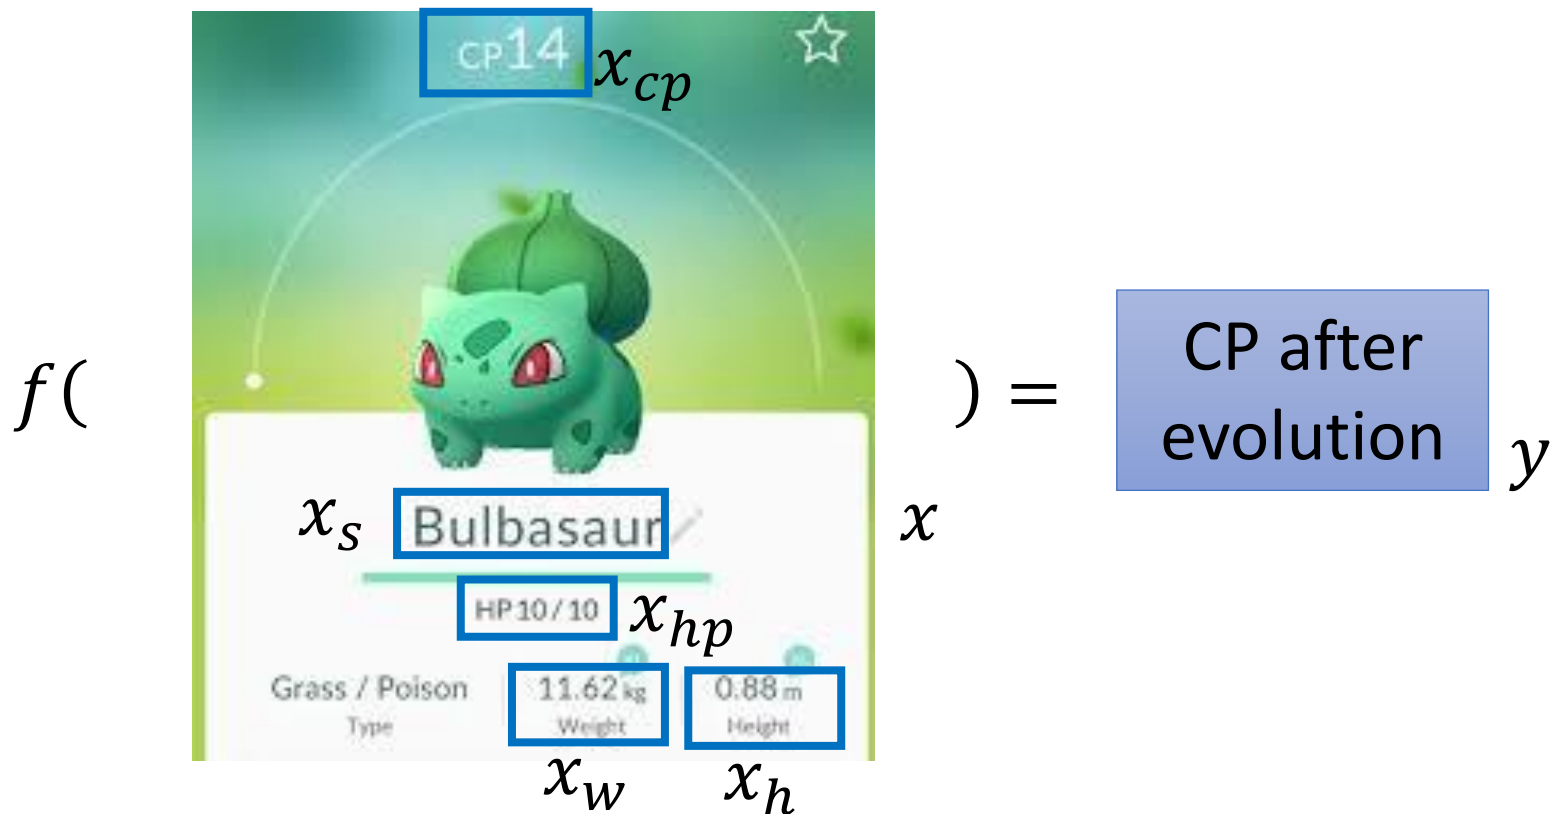 CP14
x_cp
f(
) =
CP after
evolution
y
x_s
Bulbasaur
x
HP 10 / 10
x_hp
Grass / Poison
11.62 kg
0.88 m
Type
Weight
Height
x_w
x_h